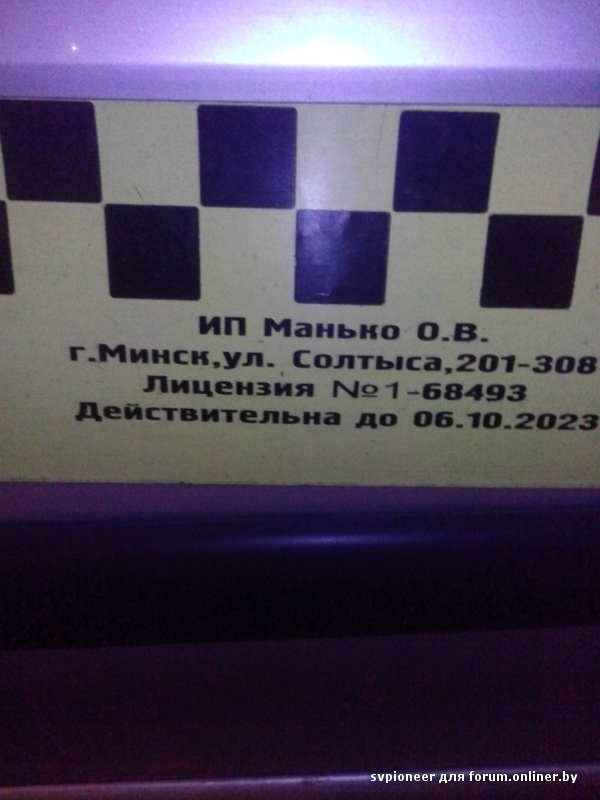 ИП Манько О.В.
г.Минск,ул. Солтыса,201-308
Лицензия №1-68493
Действительна до 06.10.2023
svpioneer для forum.onliner.by